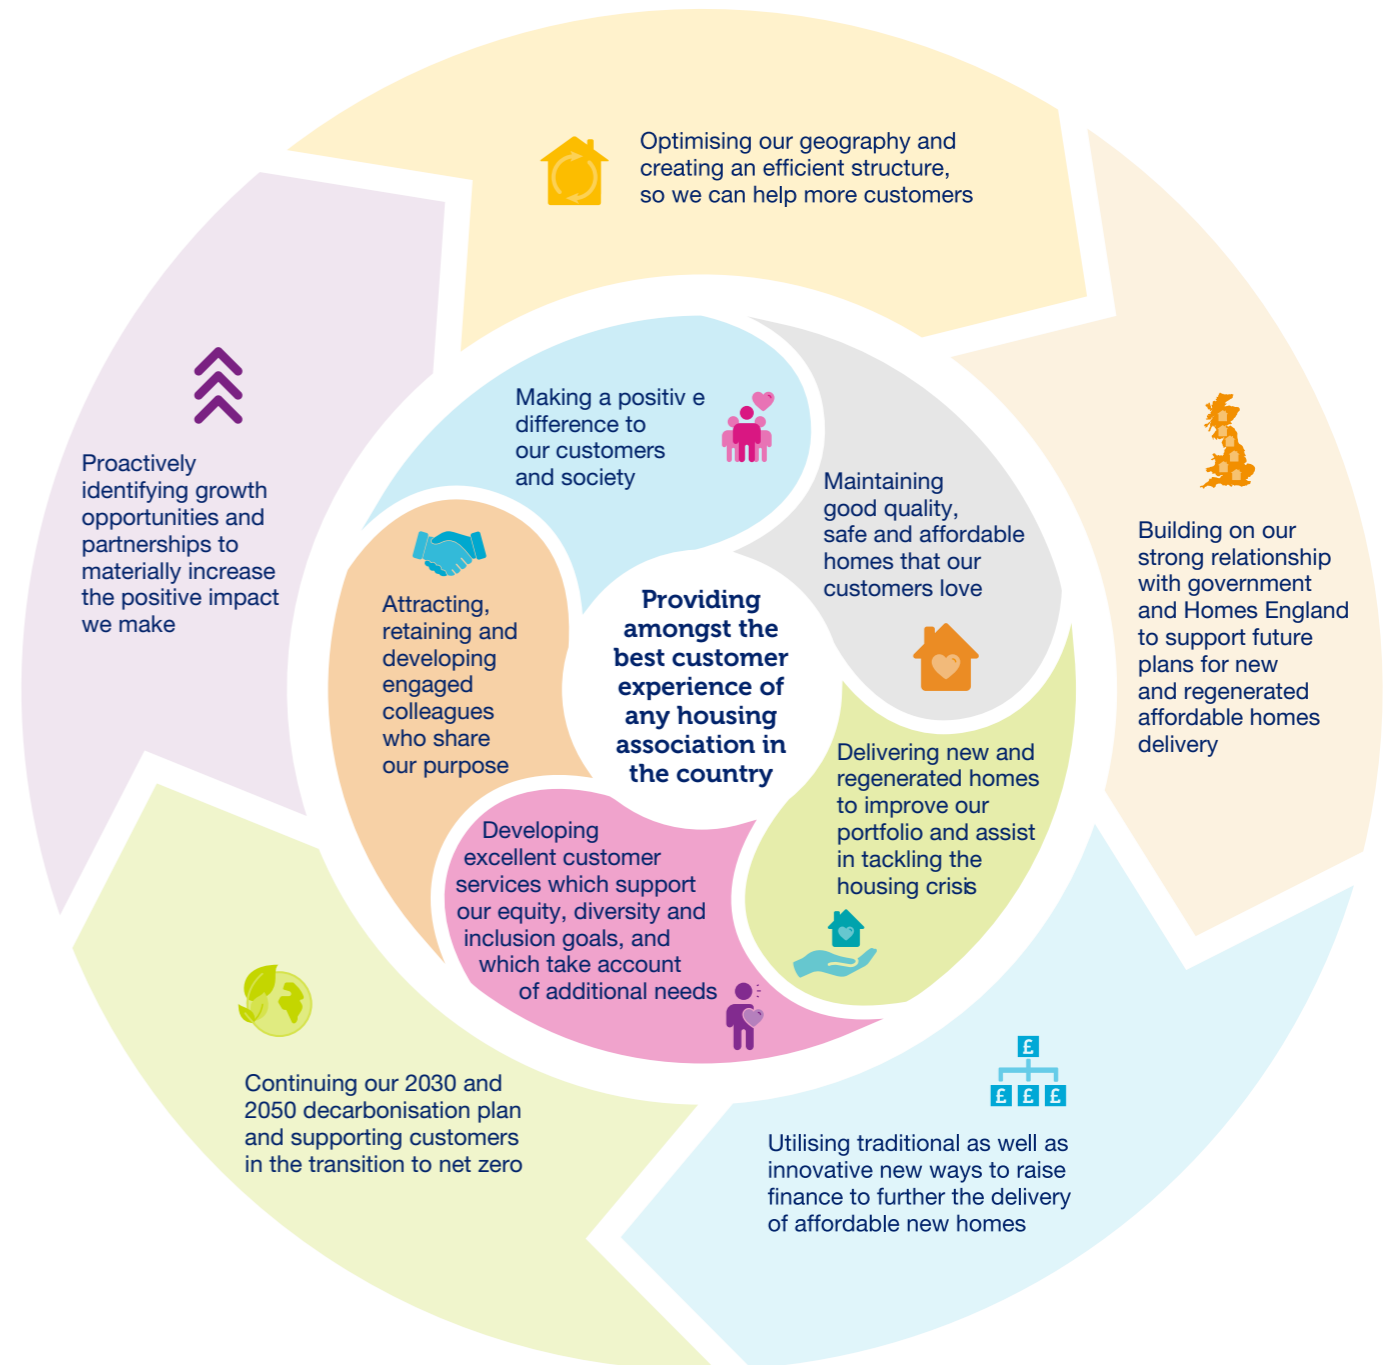 Optimising our geography and
creating an efficient structure,
so we can help more customers
Building on our
strong relationship
with government
and Homes England
to support future
plans for new
and regenerated
affordable homes
delivery
£
£ £ £
Utilising traditional as well as
innovative new ways to raise
finance to further the delivery
of affordable new homes
Continuing our 2030 and
2050 decarbonisation plan
and supporting customers
in the transition to net zero
Proactively
identifying growth
opportunities and
partnerships to
materially increase
the positive impact
we make
Making a positiv e
difference to
our customers
and society
Maintaining
good quality,
safe and affordable
homes that our
customers love
Delivering new and
regenerated homes
to improve our
portfolio and assist
in tackling the
housing crisis
Developing
excellent customer
services which support
our equity, diversity and
inclusion goals, and
which take account
of additional needs
Attracting,
retaining and
developing
engaged
colleagues
who share
our purpose
Providing
amongst the
best customer
experience of
any housing
association in
the country